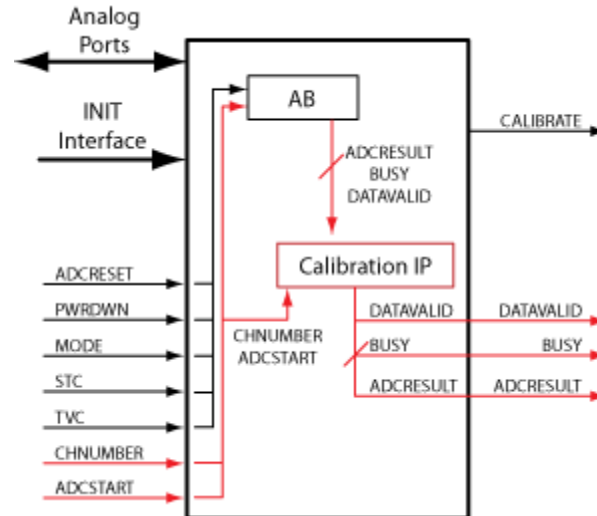 Analog
Ports
INIT
Interface
AB
CALIBRATE
ADCRESULT
BUSY
DATAVALID
Calibration IP
ADCRESET
PWRDWN
MODE
STC
TVC
CHNUMBER
ADCSTART
CHNUMBER
ADCSTART
DATAVALID
DATAVALID
BUSY
BUSY
ADCRESULT
ADCRESULT